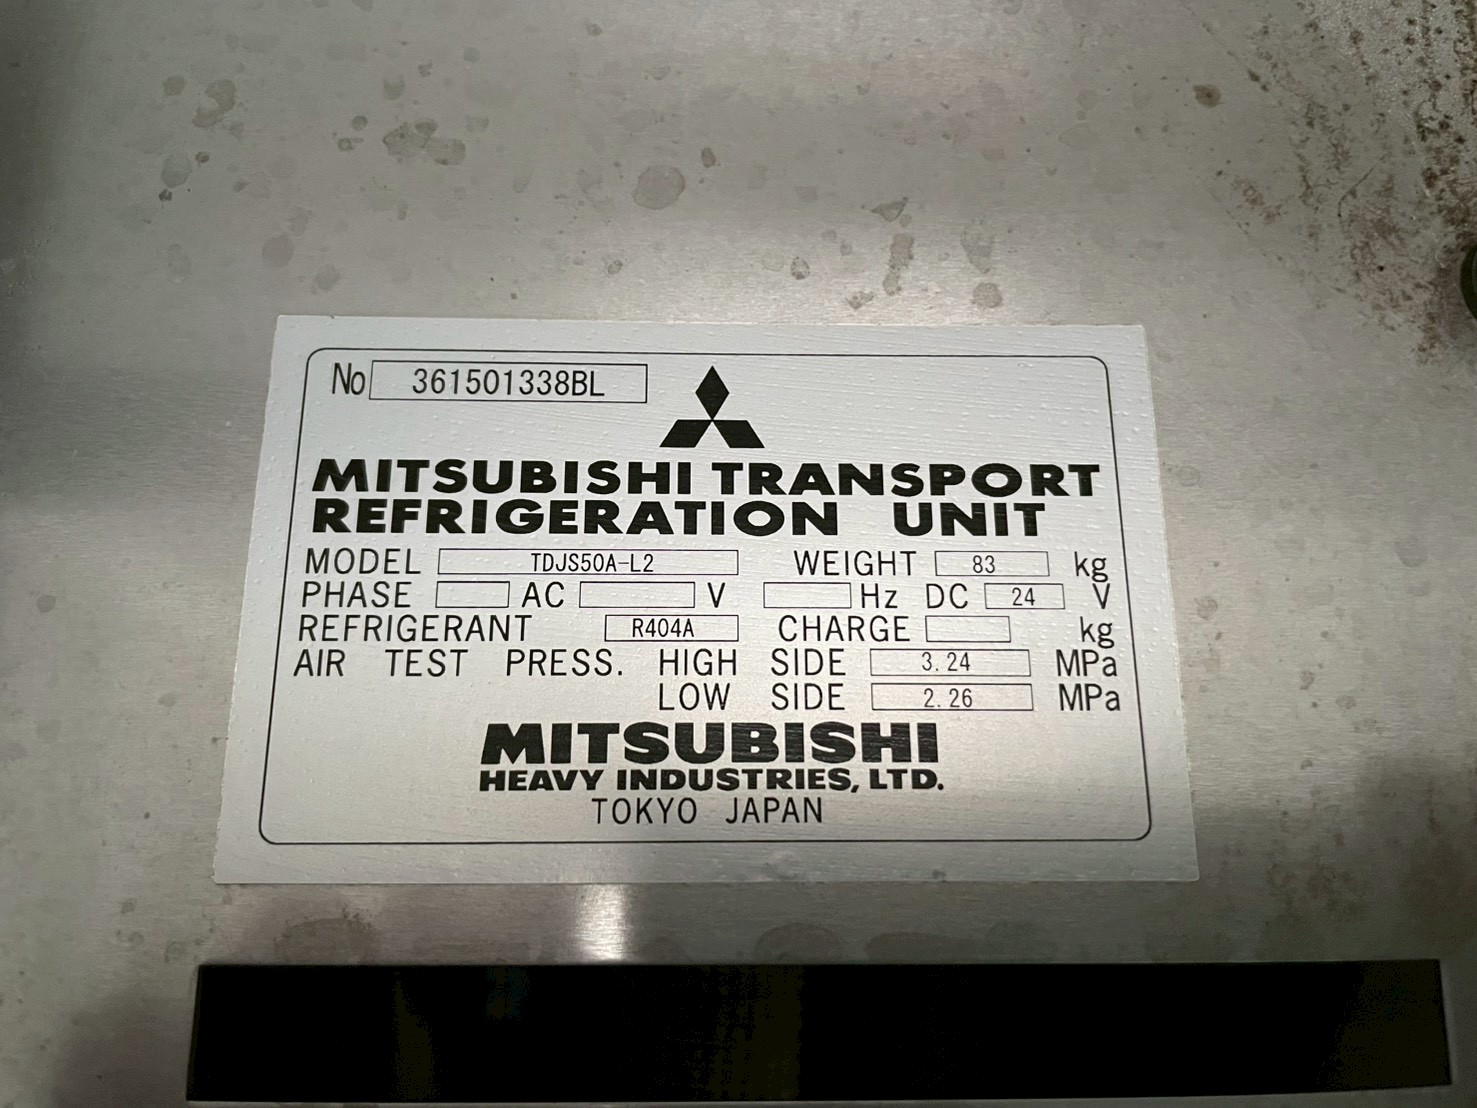 No 361501338BL
MITSUBISHI TRANSPORT
REFRIGERATION UNIT
MODEL TDJS50A-L2 WEIGHT 83 kg
PHASE AC V Hz DC 24 V
REFRIGERANT R404A CHARGE kg
AIR TEST PRESS. HIGH SIDE 3.24 MPa
LOW SIDE 2.26 MPa
MITSUBISHI
HEAVY INDUSTRIES, LTD.
TOKYO JAPAN